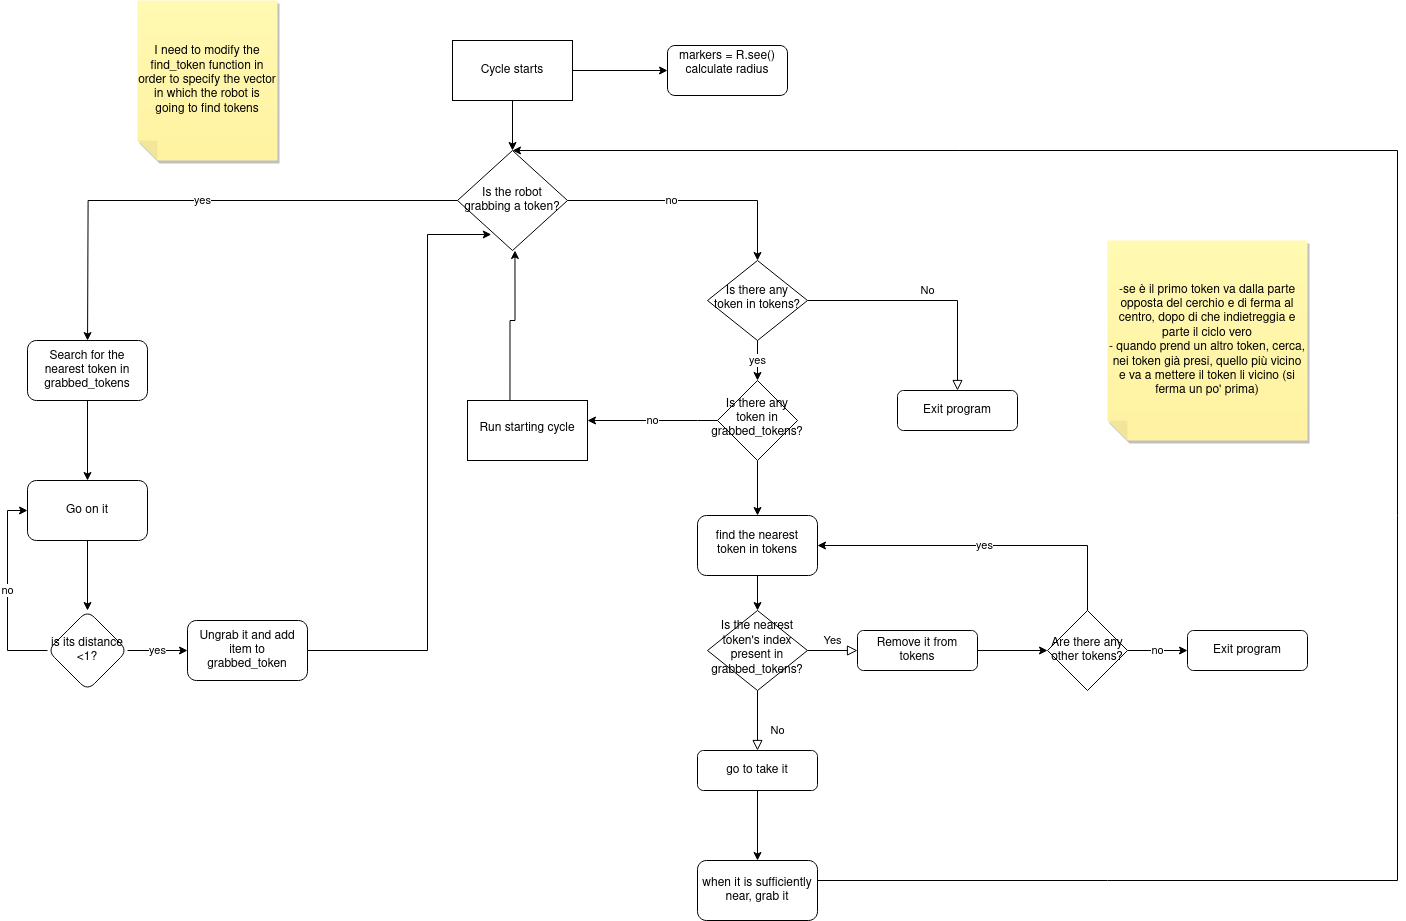 I need to modify the
find_token function in
order to specify the vector
in which the robot is
going to find tokens
Cycle starts
markers = R.see()
calculate radius
Is the robot
grabbing a token?
yes
no
Is there any
token in tokens?
No
yes
Exit program
-se è il primo token va dalla parte
opposta del cerchio e di ferma al
centro, dopo di che indietreggia e
parte il ciclo vero
- quando prend un altro token, cerca,
nei token già presi, quello più vicino
e va a mettere il token li vicino (si
ferma un po' prima)
Search for the
nearest token in
grabbed_tokens
Is there any
token in
grabbed_tokens?
no
Run starting cycle
Go on it
find the nearest
token in tokens
yes
no
is its distance
<1?
yes
Ungrab it and add
item to
grabbed_token
Is the nearest
token's index
present in
grabbed_tokens?
Yes
Remove it from
tokens
Are there any
other tokens?
no
Exit program
No
go to take it
when it is sufficiently
near, grab it